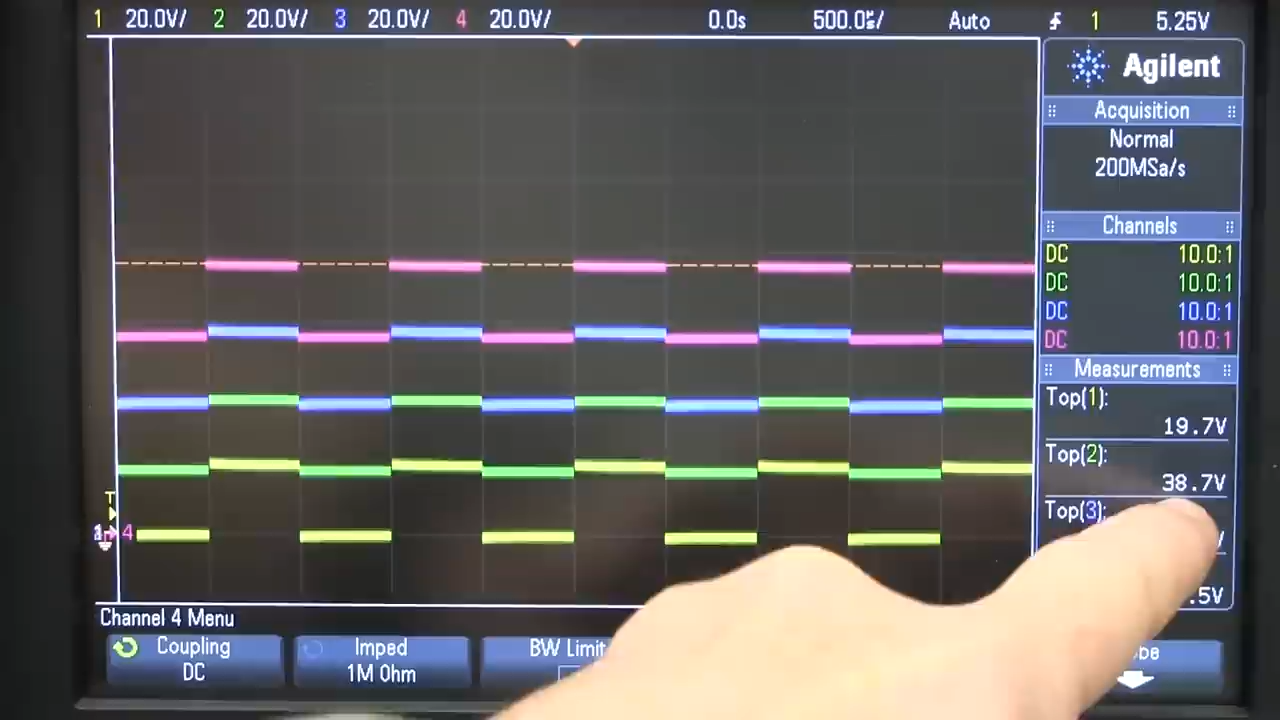 1 20.0V/ 2 20.0V/ 3 20.0V/ 4 20.0V/ 0.0s 500.0µs/ Auto 1 5.25V
Agilent
Acquisition
Normal
200MSa/s
Channels
DC 10.0:1
DC 10.0:1
DC 10.0:1
DC 10.0:1
Measurements
Top(1):
19.7V
Top(2):
38.7V
Top(3):
.5V
T
4
Channel 4 Menu
Coupling
DC
Imped
1M Ohm
BW Limit